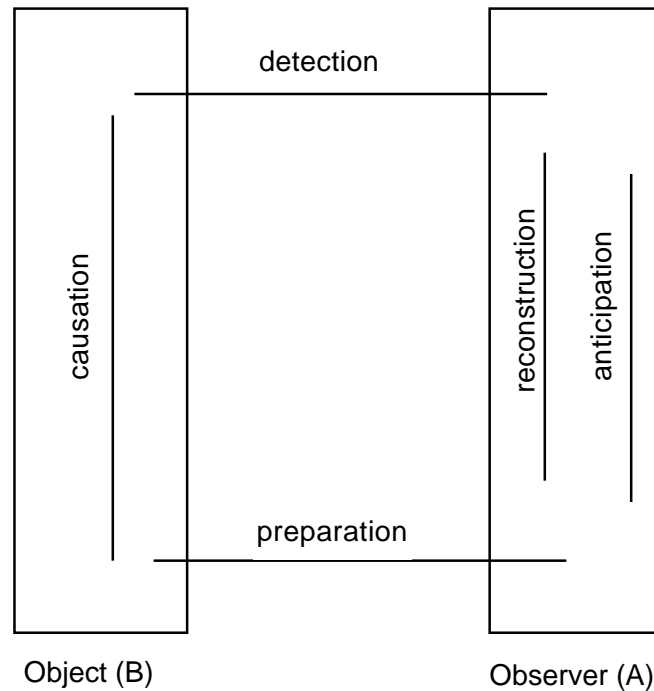 detection
causation
reconstruction
anticipation
preparation
Object (B)
Observer (A)